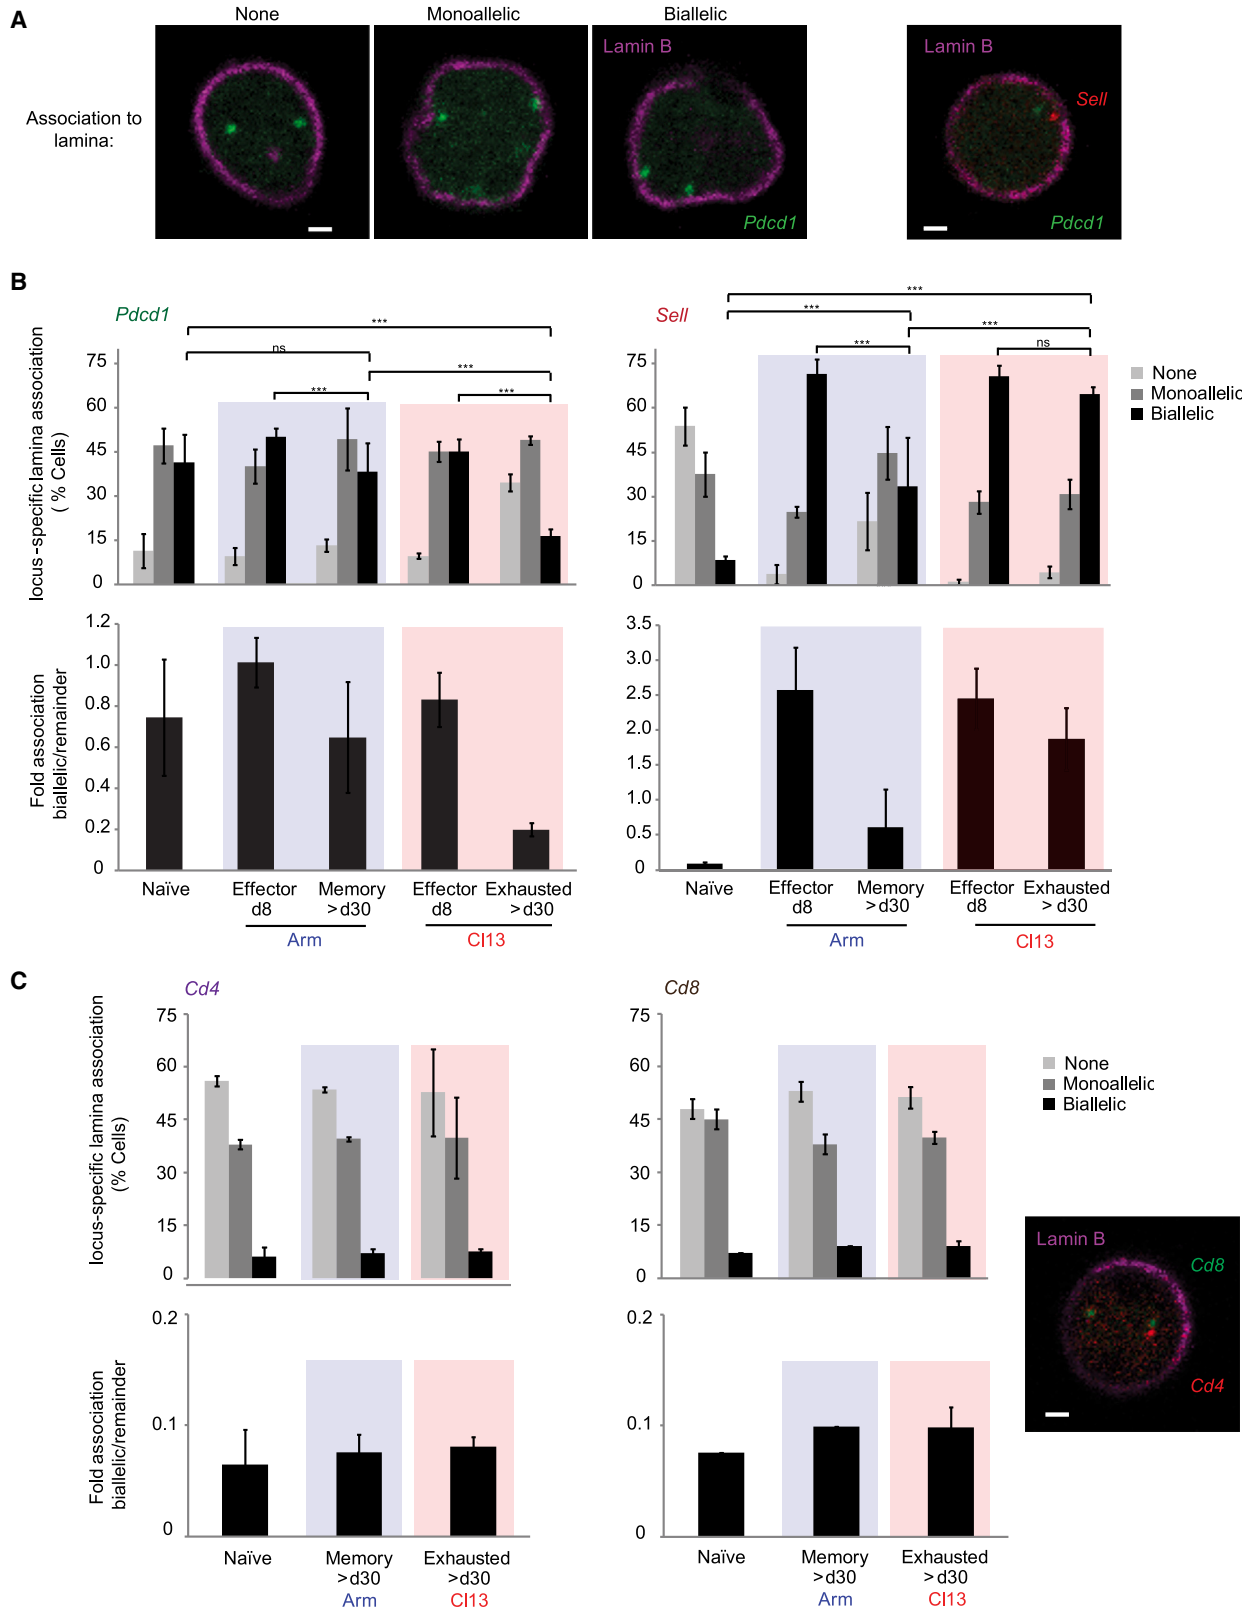 A
None
Monoallelic
Biallelic
Association to
lamina:
Lamin B
Pdcd1
Lamin B
Sell
Pdcd1
B
Pdcd1
***
ns
***
***
***
locus -specific lamina association
( % Cells)
75
60
45
30
15
0
Sell
***
***
***
***
ns
75
60
45
30
15
0
None
Monoallelic
Biallelic
Fold association
biallelic/remainder
1.2
1.0
0.8
0.6
0.4
0.2
0
3.5
3.0
2.5
2.0
1.5
1.0
0.5
0
Naïve
Effector
d8
Memory
>d30
Effector
d8
Exhausted
>d30
Arm
Cl13
Naïve
Effector
d8
Memory
>d30
Effector
d8
Exhausted
> d30
Arm
Cl13
C
Cd4
locus-specific lamina association
(% Cells)
75
60
45
30
15
0
Cd8
75
60
45
30
15
0
None
Monoallelic
Biallelic
Lamin B
Cd8
Cd4
Fold association
biallelic/remainder
0.2
0.1
0
0.2
0.1
0
Naïve
Memory
>d30
Arm
Exhausted
>d30
Cl13
Naïve
Memory
>d30
Arm
Exhausted
>d30
Cl13